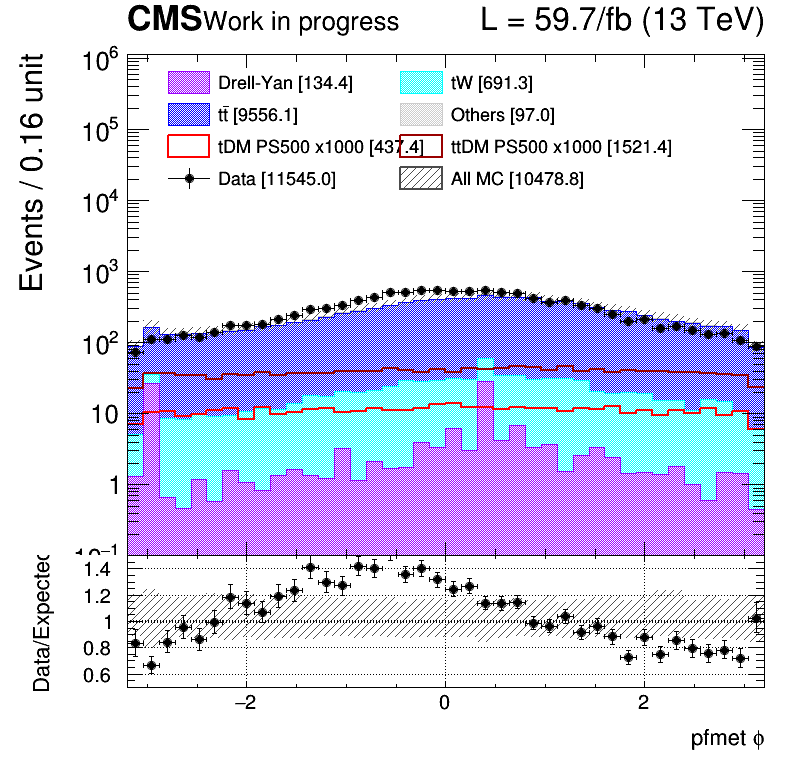 CMS Work in progress L = 59.7/fb (13 TeV)
Events / 0.16 unit
10⁶
10⁵
10⁴
10³
10²
10
1
10⁻¹
Drell-Yan [134.4] tW [691.3]
tt̄ [9556.1] Others [97.0]
tDM PS500 x1000 [437.4] ttDM PS500 x1000 [1521.4]
Data [11545.0] All MC [10478.8]
Data/Expected
1.4
1.2
1
0.8
0.6
−2 0 2
pfmet ϕ